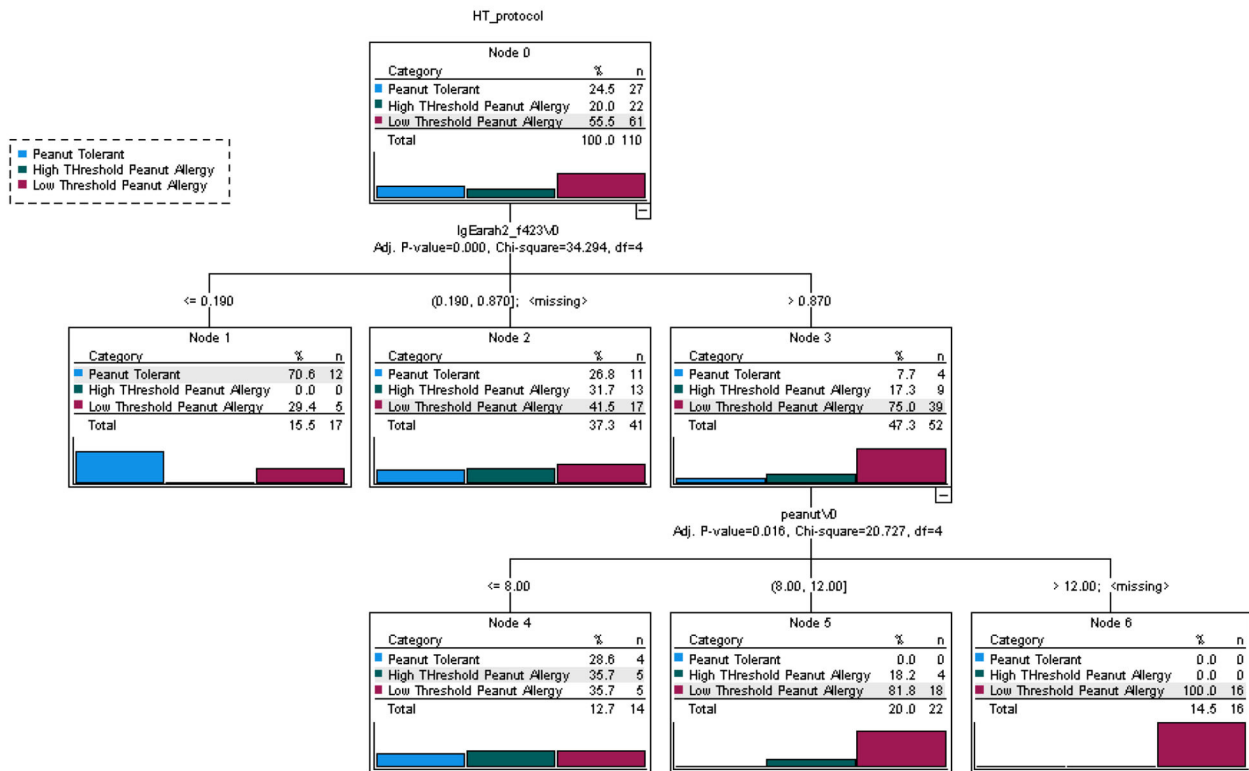 HT_protocol
Node 0
Category % n
Peanut Tolerant 24.5 27
High THreshold Peanut Allergy 20.0 22
Low Threshold Peanut Allergy 55.5 61
Total 100.0 110
Peanut Tolerant
High THreshold Peanut Allergy
Low Threshold Peanut Allergy
IgEarah2_f423\/0
Adj. P-value=0.000, Chi-square=34.294, df=4
<= 0.190
(0.190, 0.870]; <missing>
> 0.870
Node 1
Category % n
Peanut Tolerant 70.6 12
High THreshold Peanut Allergy 0.0 0
Low Threshold Peanut Allergy 29.4 5
Total 15.5 17
Node 2
Category % n
Peanut Tolerant 26.8 11
High THreshold Peanut Allergy 31.7 13
Low Threshold Peanut Allergy 41.5 17
Total 37.3 41
Node 3
Category % n
Peanut Tolerant 7.7 4
High THreshold Peanut Allergy 17.3 9
Low Threshold Peanut Allergy 75.0 39
Total 47.3 52
peanut\/0
Adj. P-value=0.016, Chi-square=20.727, df=4
<= 8.00
(8.00, 12.00]
> 12.00; <missing>
Node 4
Category % n
Peanut Tolerant 28.6 4
High THreshold Peanut Allergy 35.7 5
Low Threshold Peanut Allergy 35.7 5
Total 12.7 14
Node 5
Category % n
Peanut Tolerant 0.0 0
High THreshold Peanut Allergy 18.2 4
Low Threshold Peanut Allergy 81.8 18
Total 20.0 22
Node 6
Category % n
Peanut Tolerant 0.0 0
High THreshold Peanut Allergy 0.0 0
Low Threshold Peanut Allergy 100.0 16
Total 14.5 16